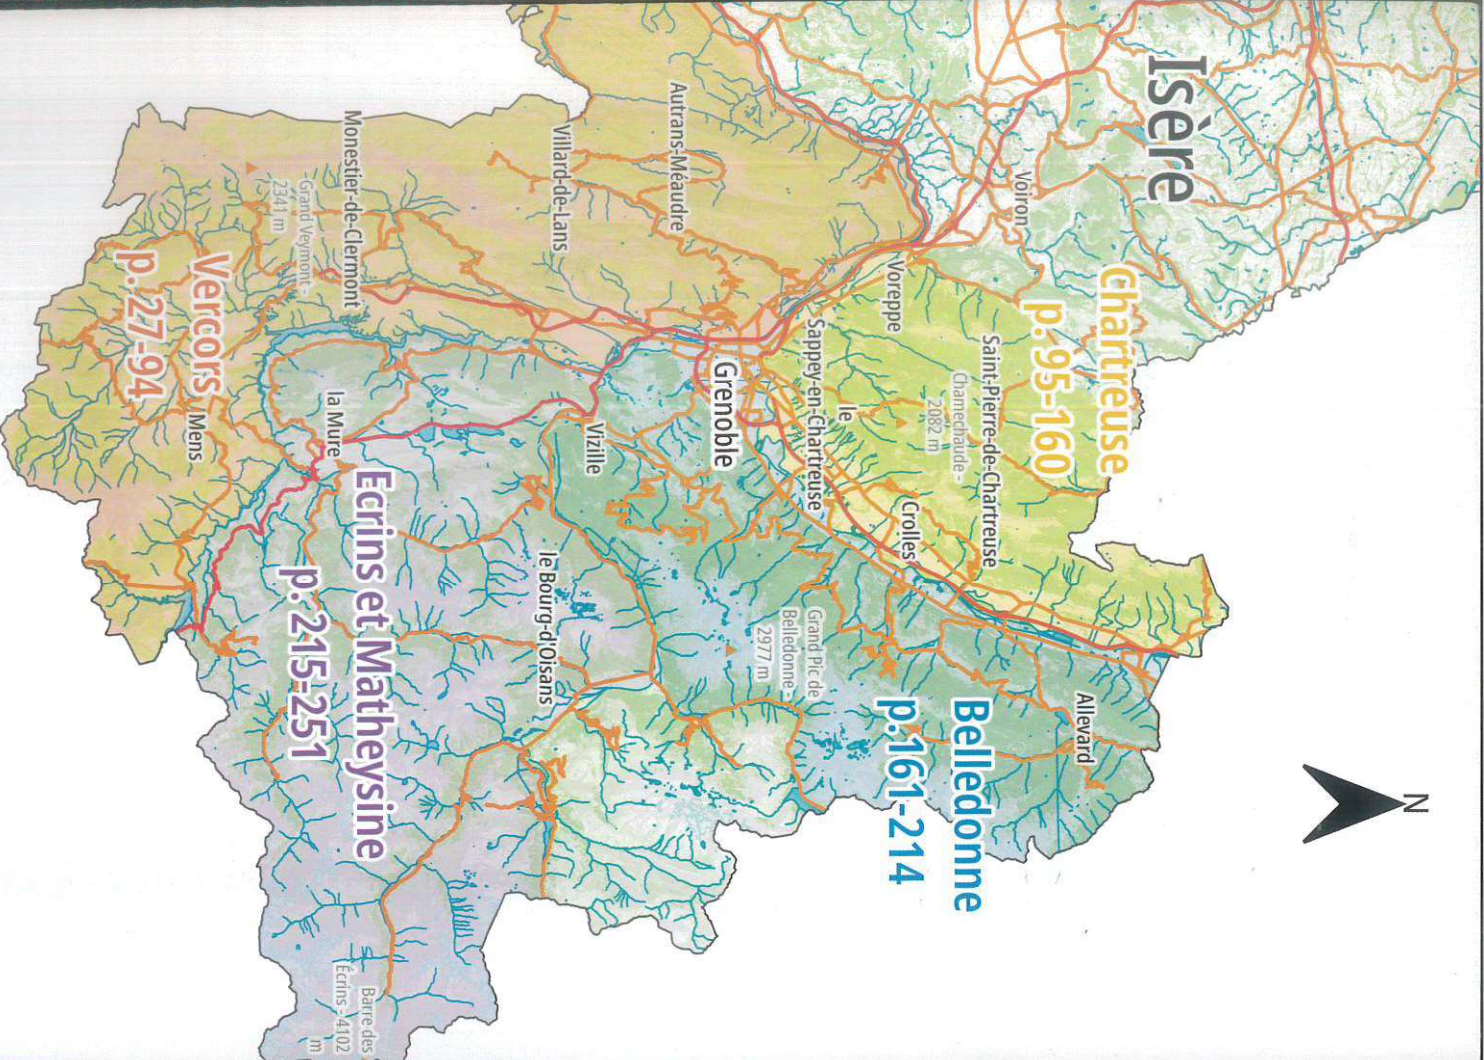 Isère
N
Chartreuse
p. 95-160
Voiron
Saint-Pierre-de-Chartreuse
Chamechaude -
2082 m
Voreppe
le
Sappey-en-Chartreuse
Crolles
Allevard
Belledonne
p.161-214
Grand Pic de
Belledonne -
2977 m
Autrans-Méaudre
Grenoble
Villard-de-Lans
Vizille
le Bourg-d'Oisans
Monestier-de-Clermont
Grand Veymont -
2341 m
la Mure
Ecrins et Matheysine
p. 215-251
Vercors
p. 27-94
Mens
Barre des
Écrins - 4102
m